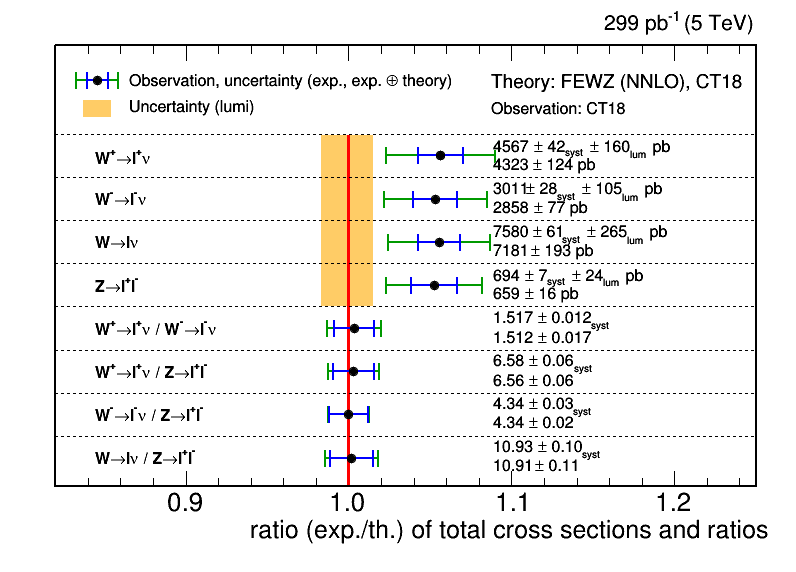 299 pb⁻¹ (5 TeV)
Observation, uncertainty (exp., exp. ⊕ theory)
Theory: FEWZ (NNLO), CT18
Uncertainty (lumi)
Observation: CT18
W⁺→l⁺ν
4567 ± 42syst ± 160lum pb
4323 ± 124 pb
W⁻→l⁻ν
3011± 28syst ± 105lum pb
2858 ± 77 pb
W→lν
7580 ± 61syst ± 265lum pb
7181± 193 pb
Z→l⁺l⁻
694 ± 7syst ± 24lum pb
659 ± 16 pb
W⁺→l⁺ν / W⁻→l⁻ν
1.517 ± 0.012syst
1.512 ± 0.017
W⁺→l⁺ν / Z→l⁺l⁻
6.58 ± 0.06syst
6.56 ± 0.06
W⁻→l⁻ν / Z→l⁺l⁻
4.34 ± 0.03syst
4.34 ± 0.02
W→lν / Z→l⁺l⁻
10.93 ± 0.10syst
10.91± 0.11
0.9 1.0 1.1 1.2
ratio (exp./th.) of total cross sections and ratios